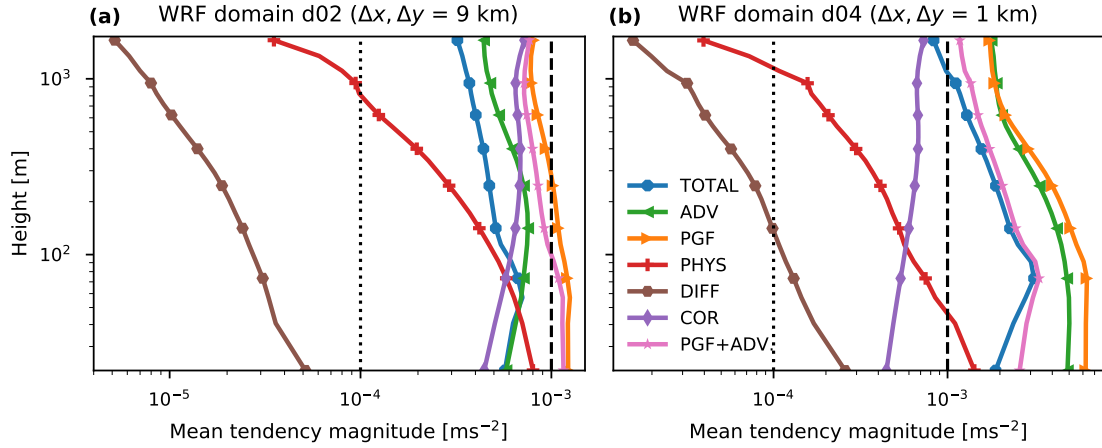 (a) WRF domain d02 (Δx, Δy = 9 km)
(b) WRF domain d04 (Δx, Δy = 1 km)
Height [m]
10³
10²
10⁻⁵
10⁻⁴
10⁻³
Mean tendency magnitude [ms⁻²]
TOTAL
ADV
PGF
PHYS
DIFF
COR
PGF+ADV
10⁻⁴
10⁻³
Mean tendency magnitude [ms⁻²]